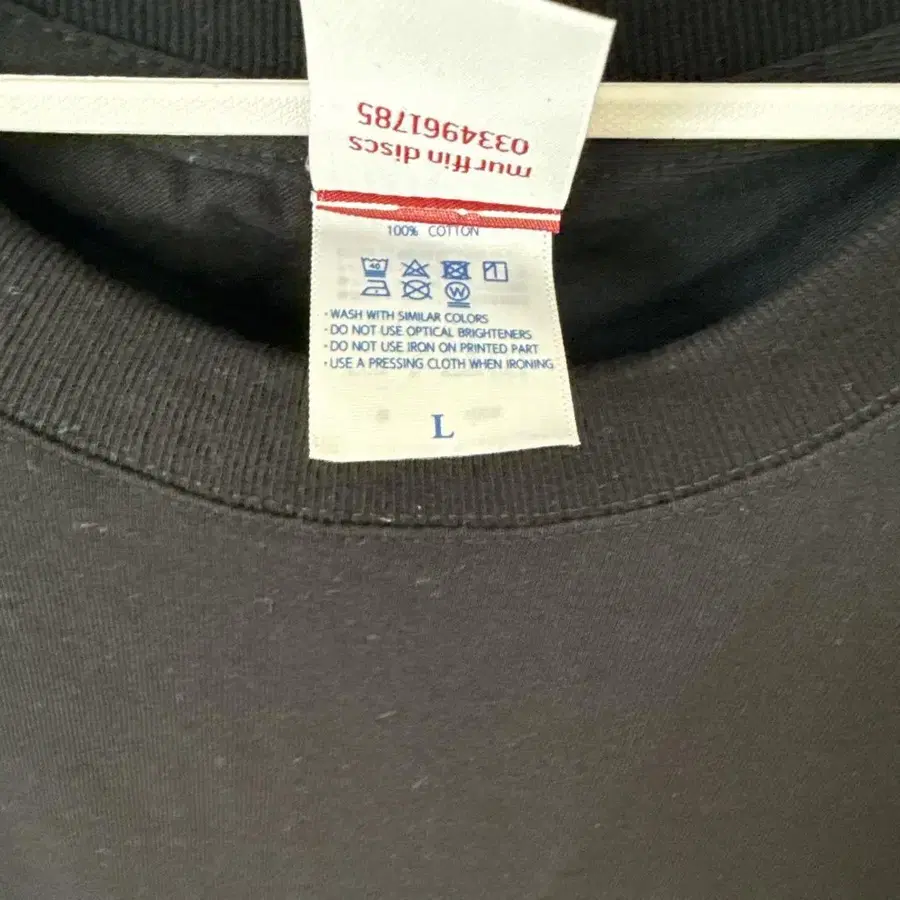 murffin discs
0334961785
100% COTTON
40
W
・WASH WITH SIMILAR COLORS
・DO NOT USE OPTICAL BRIGHTENERS
・DO NOT USE IRON ON PRINTED PART
・USE A PRESSING CLOTH WHEN IRONING
L